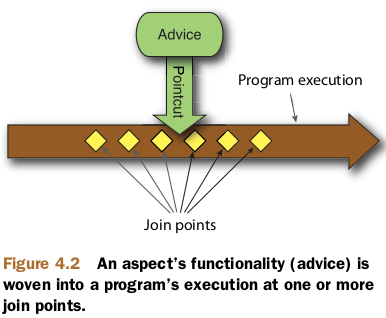 Advice
Pointcut
Program execution
Join points
Figure 4.2 An aspect's functionality (advice) is
woven into a program's execution at one or more
join points.